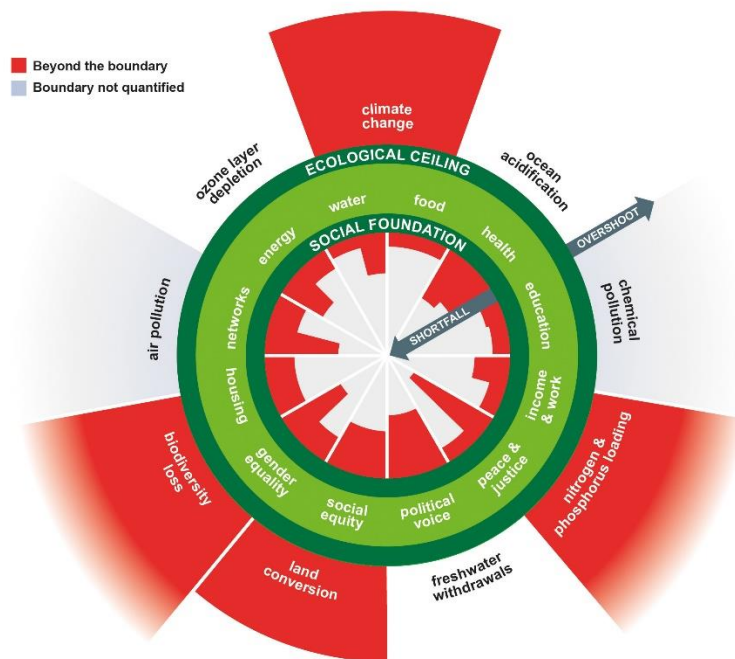 Beyond the boundary
Boundary not quantified
climate
change
ozone layer
depletion
ocean
acidification
ECOLOGICAL CEILING
water
food
energy
health
SOCIAL FOUNDATION
OVERSHOOT
SHORTFALL
networks
education
air pollution
chemical
pollution
housing
income
& work
biodiversity
loss
gender
equality
social
equity
political
voice
peace &
justice
nitrogen &
phosphorus loading
land
conversion
freshwater
withdrawals